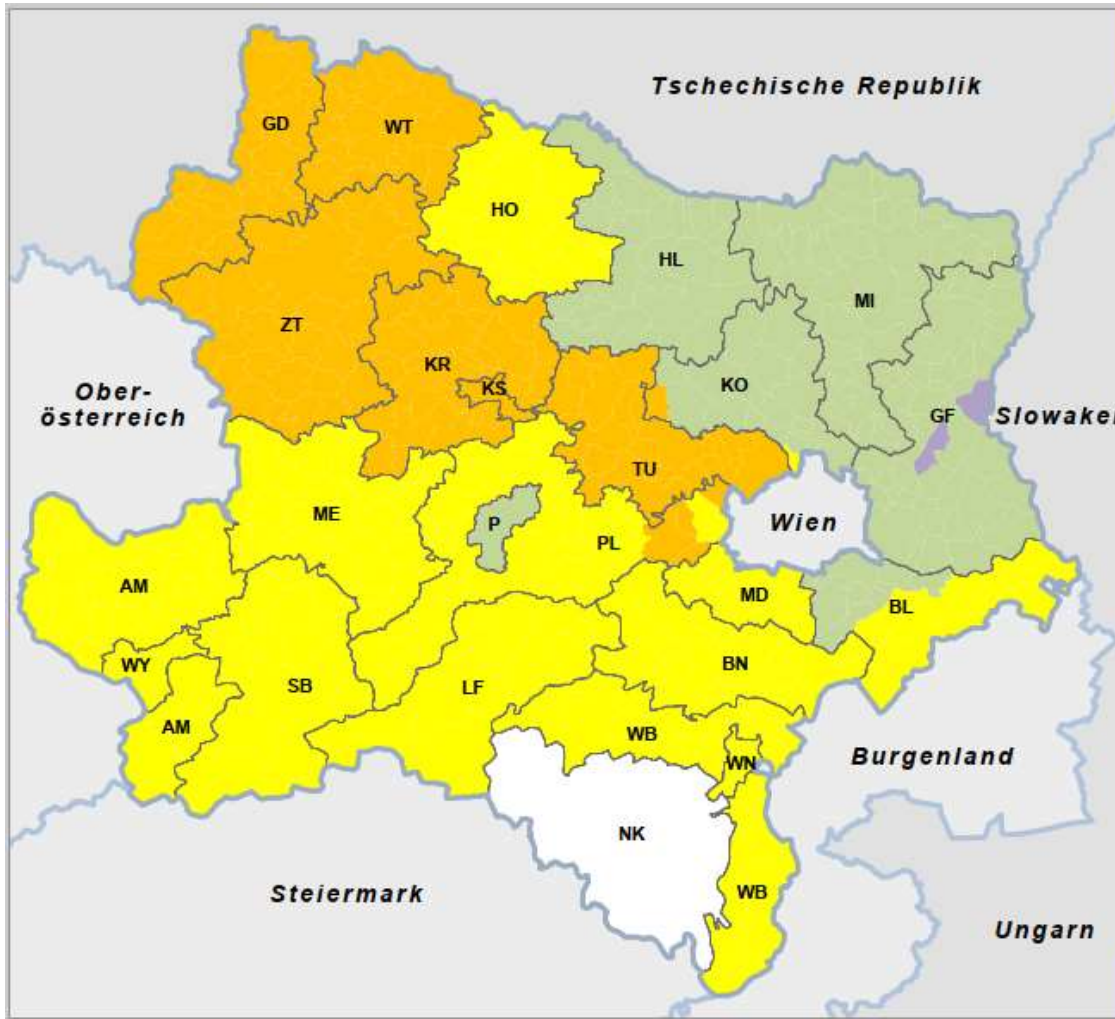 Tschechische Republik
GD
WT
HO
HL
MI
ZT
KR
KS
KO
GF
Ober-
österreich
Slowakei
TU
ME
P
PL
Wien
AM
MD
BL
WY
SB
LF
BN
AM
WB
WN
Burgenland
NK
WB
Steiermark
Ungarn